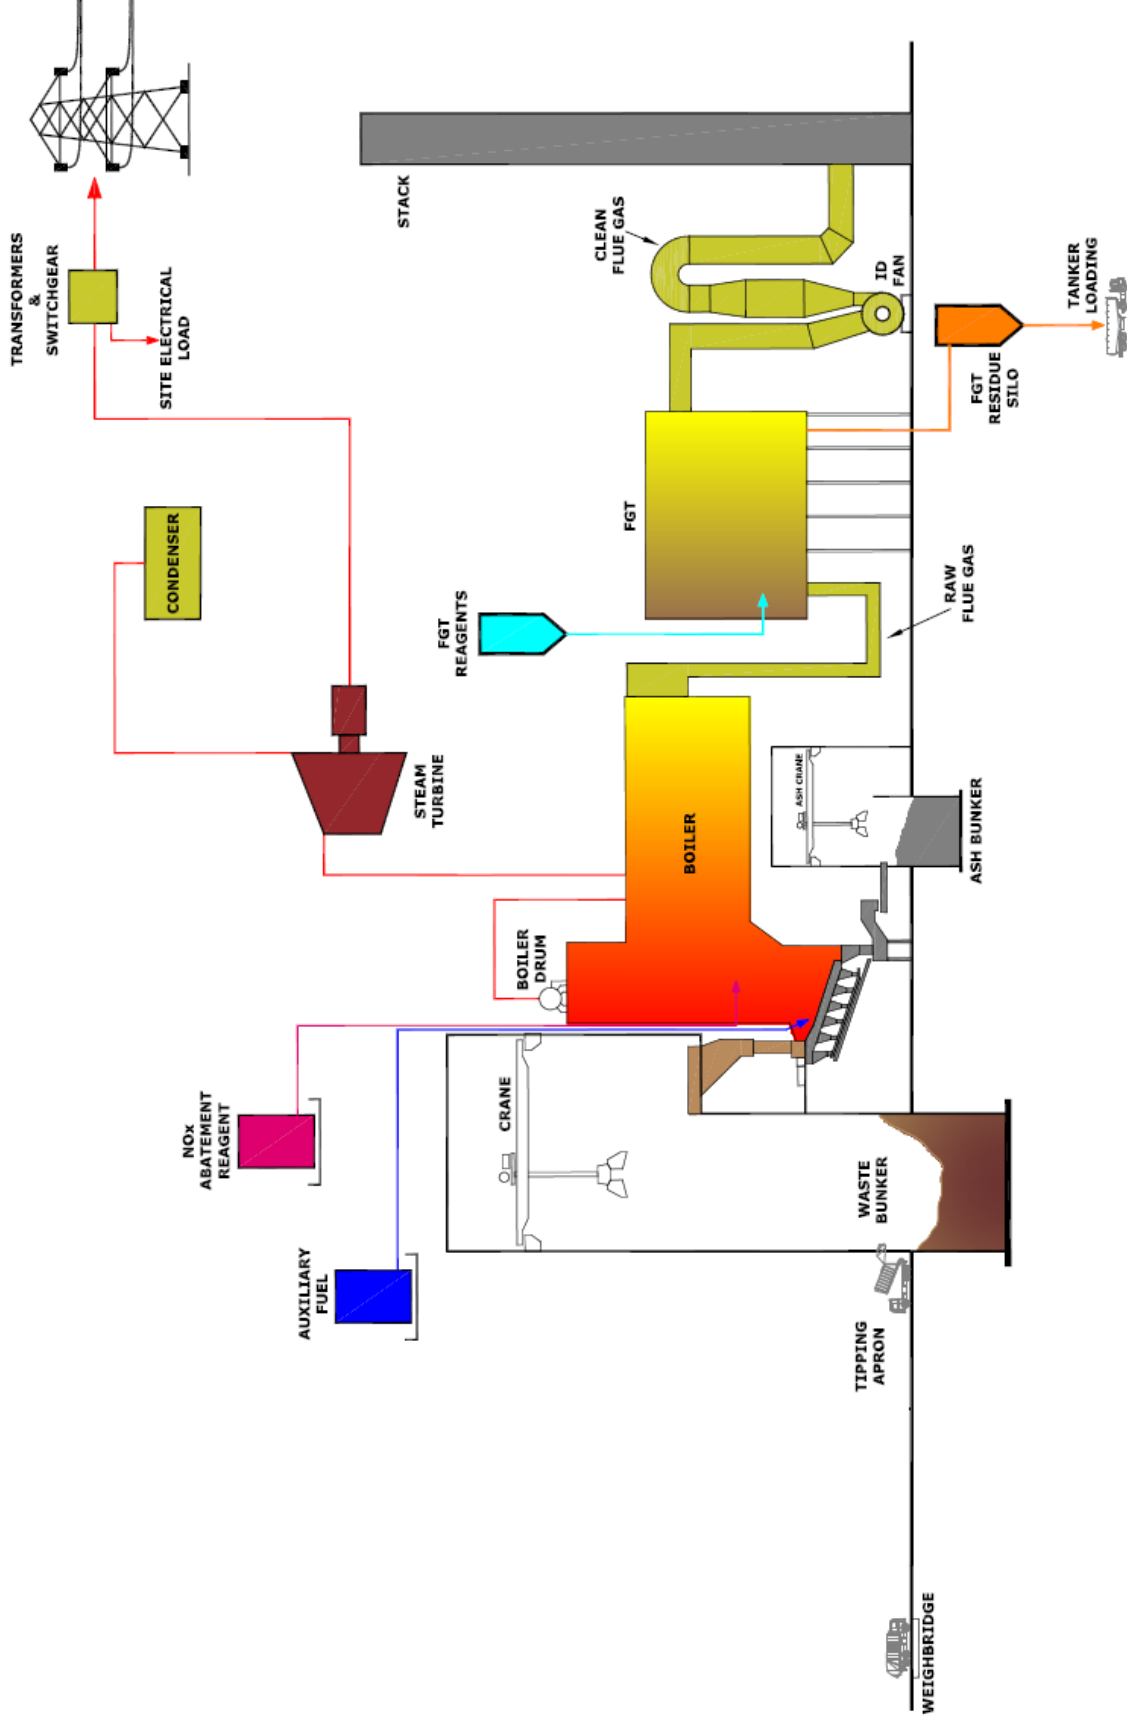 TRANSFORMERS
&
SWITCHGEAR
SITE ELECTRICAL
LOAD
CONDENSER
STEAM
TURBINE
NOx
ABATEMENT
REAGENT
AUXILIARY
FUEL
BOILER
DRUM
CRANE
FGT
REAGENTS
STACK
CLEAN
FLUE GAS
FGT
BOILER
ID
FAN
ASH CRANE
RAW
FLUE GAS
WASTE
BUNKER
TIPPING
APRON
WEIGHBRIDGE
ASH BUNKER
FGT
RESIDUE
SILO
TANKER
LOADING